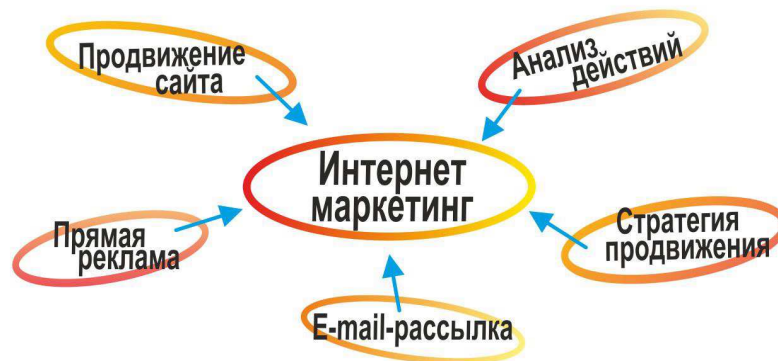 Продвижение
сайта
Анализ
действий
Интернет
маркетинг
Прямая
реклама
Стратегия
продвижения
E-mail-рассылка